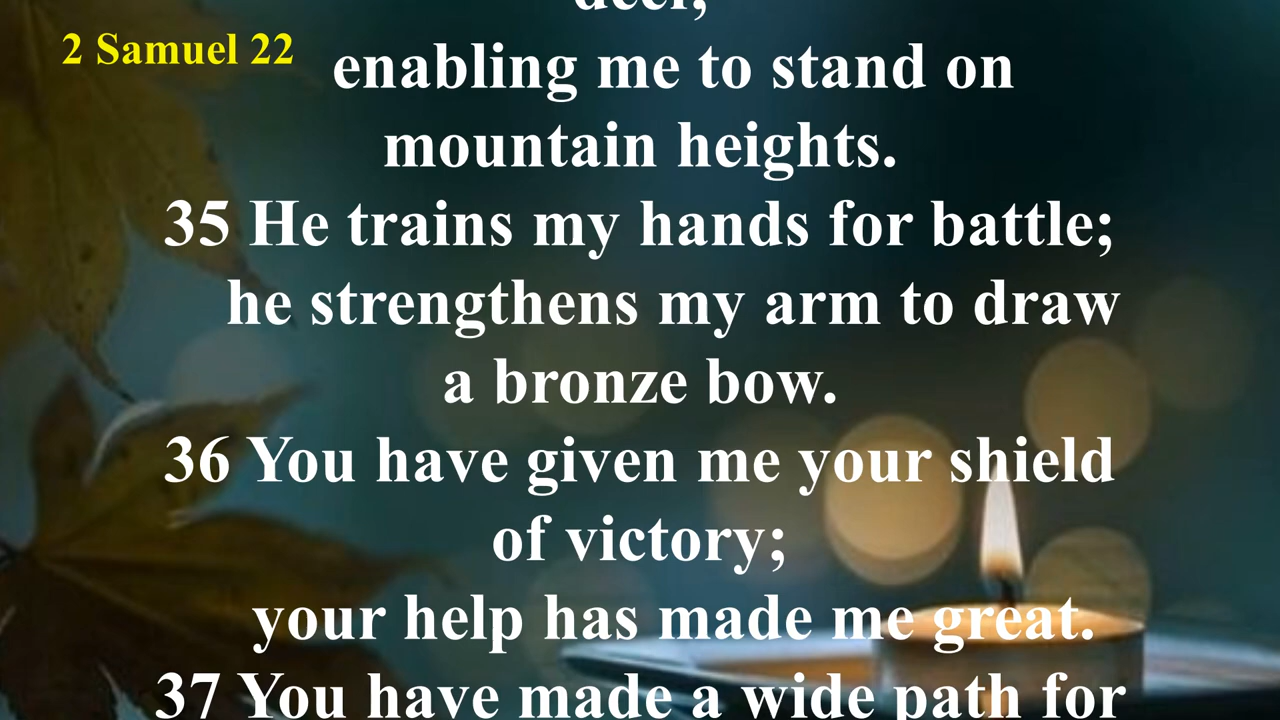 deer,
2 Samuel 22
enabling me to stand on
mountain heights.
35 He trains my hands for battle;
he strengthens my arm to draw
a bronze bow.
36 You have given me your shield
of victory;
your help has made me great.
37 You have made a wide path for